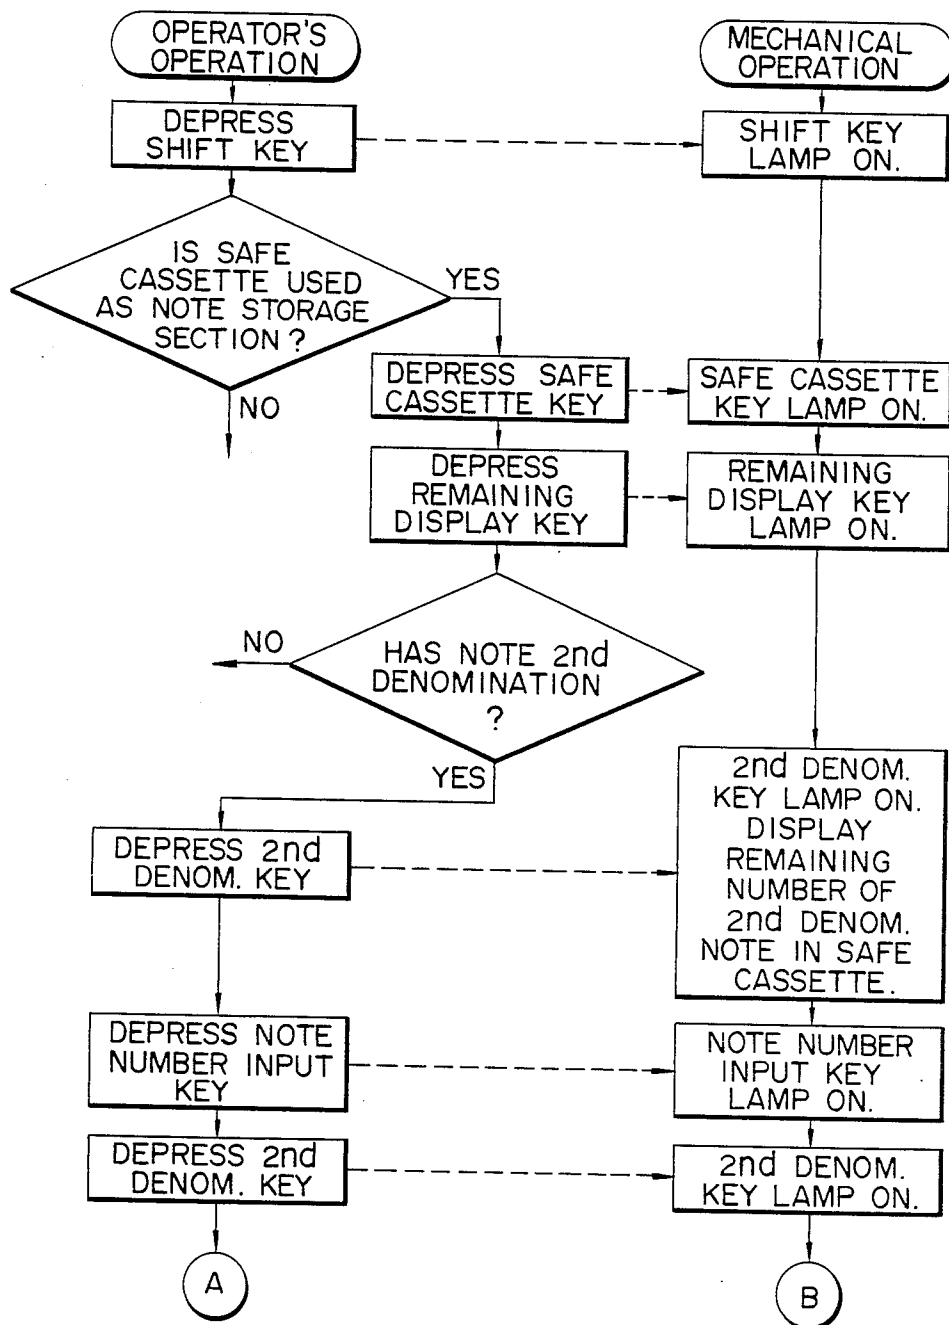 OPERATOR'S
OPERATION
MECHANICAL
OPERATION
DEPRESS
SHIFT KEY
SHIFT KEY
LAMP ON.
IS SAFE
CASSETTE USED
AS NOTE STORAGE
SECTION?
YES
NO
DEPRESS SAFE
CASSETTE KEY
SAFE CASSETTE
KEY LAMP ON.
DEPRESS
REMAINING
DISPLAY KEY
REMAINING
DISPLAY KEY
LAMP ON.
NO
HAS NOTE 2nd
DENOMINATION
?
YES
DEPRESS 2nd
DENOM. KEY
2nd DENOM.
KEY LAMP ON.
DISPLAY
REMAINING
NUMBER OF
2nd DENOM.
NOTE IN SAFE
CASSETTE.
DEPRESS NOTE
NUMBER INPUT
KEY
NOTE NUMBER
INPUT KEY
LAMP ON.
DEPRESS 2nd
DENOM. KEY
2nd DENOM.
KEY LAMP ON.
A
B